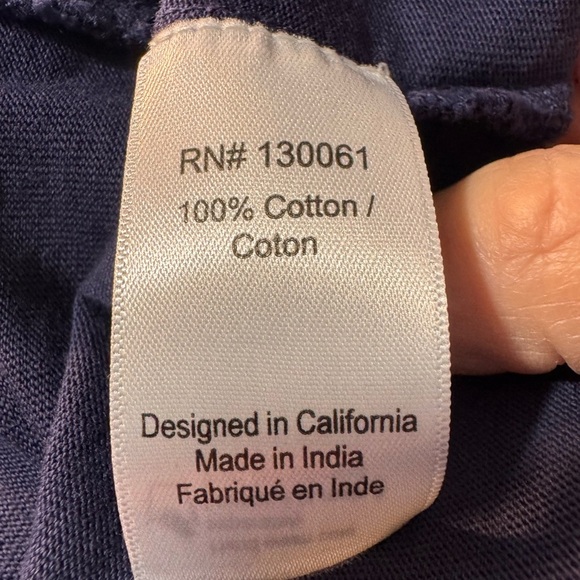 RN# 130061
100% Cotton /
Coton
Designed in California
Made in India
Fabriqué en Inde